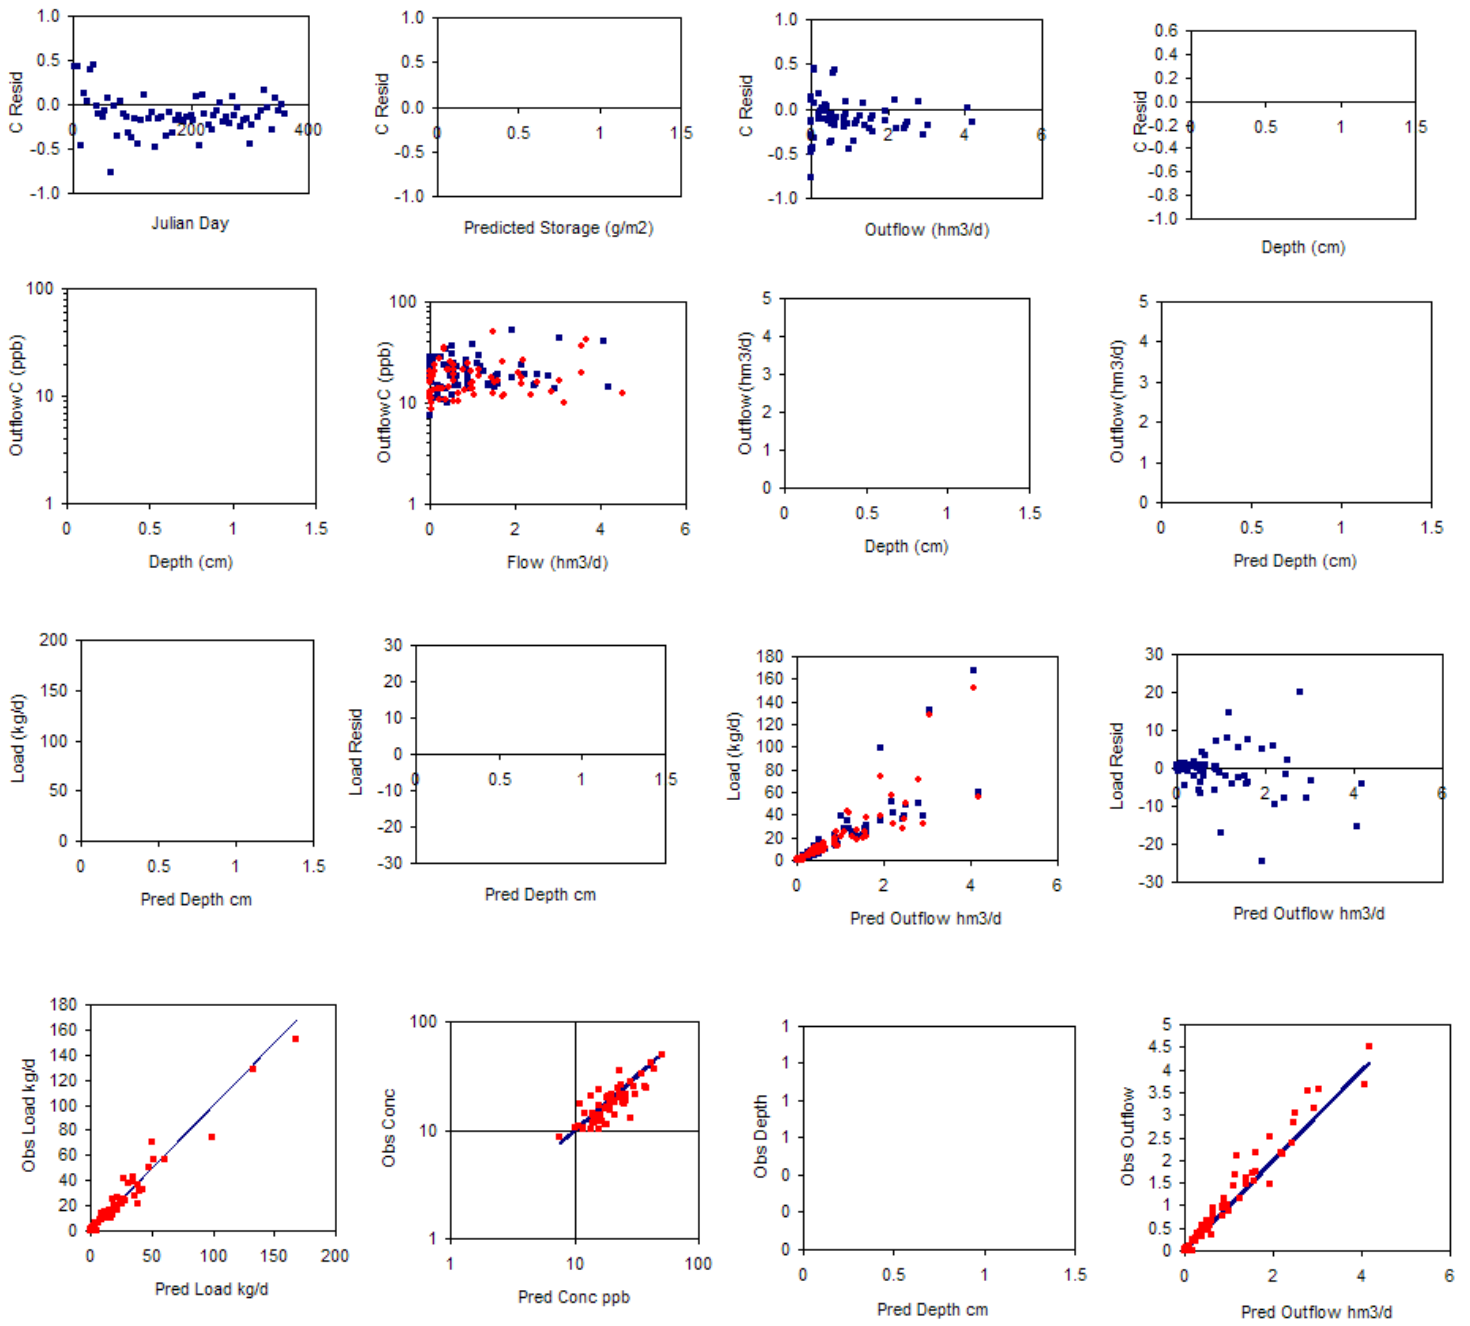 1.0
0.5
0.0
-0.5
-1.0
C Resid
0 200 400
Julian Day
1.0
0.5
0.0
-0.5
-1.0
C Resid
0 0.5 1 15
Predicted Storage (g/m2)
1.0
0.5
0.0
-0.5
-1.0
C Resid
0 2 4 6
Outflow (hm3/d)
0.6
0.4
0.2
0.0
-0.2
-0.4
-0.6
-0.8
-1.0
C Resid
0 0.5 1 15
Depth (cm)
100
10
1
Outflow C (ppb)
0 0.5 1 1.5
Depth (cm)
100
10
1
Outflow C (ppb)
0 2 4 6
Flow (hm3/d)
5
4
3
2
1
0
Outflow (hm3/d)
0 0.5 1 1.5
Depth (cm)
5
4
3
2
1
0
Outflow (hm3/d)
0 0.5 1 1.5
Pred Depth (cm)
200
150
100
50
0
Load (kg/d)
0 0.5 1 1.5
Pred Depth cm
30
20
10
0
-10
-20
-30
Load Resid
0 0.5 1 15
Pred Depth cm
180
160
140
120
100
80
60
40
20
0
Load (kg/d)
0 2 4 6
Pred Outflow hm3/d
30
20
10
0
-10
-20
-30
Load Resid
0 2 4 6
Pred Outflow hm3/d
180
160
140
120
100
80
60
40
20
0
Obs Load kg/d
0 50 100 150 200
Pred Load kg/d
100
10
1
Obs Conc
1 10 100
Pred Conc ppb
1
1
1
1
0
0
0
Obs Depth
0 0.5 1 1.5
Pred Depth cm
5
4.5
4
3.5
3
2.5
2
1.5
1
0.5
0
Obs Outflow
0 2 4 6
Pred Outflow hm3/d